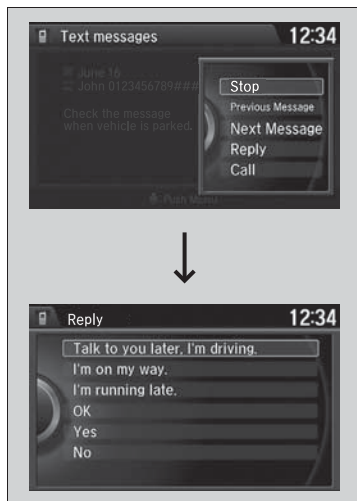 Text messages 12:34
June 16
John 0123456789###
Check the message
when vehicle is parked.
Stop
Previous Message
Next Message
Reply
Call
Push Menu
Reply 12:34
Talk to you later, I'm driving.
I'm on my way.
I'm running late.
OK
Yes
No